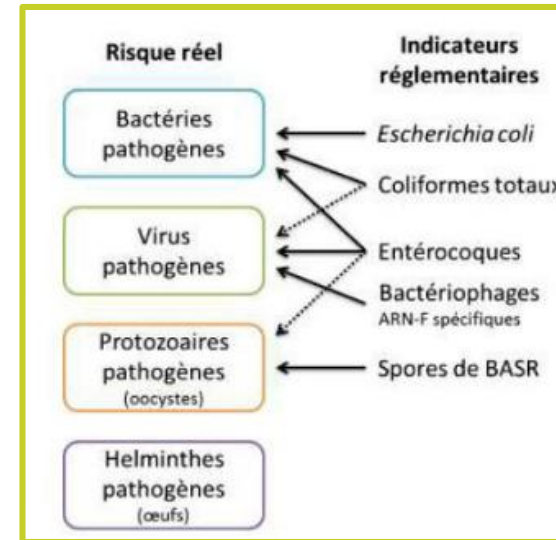 Risque réel
Indicateurs
réglementaires
Bactéries
pathogènes
Virus
pathogènes
Protozoaires
pathogènes
(oocystes)
Helminthes
pathogènes
(œufs)
Escherichia coli
Coliformes totaux
Entérocoques
Bactériophages
ARN-F spécifiques
Spores de BASR